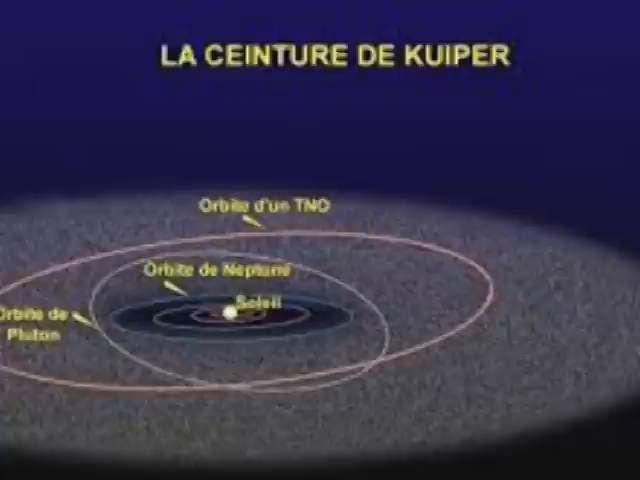 LA CEINTURE DE KUIPER
Orbite d'un TNO
Orbite de Neptune
Soleil
Orbite de
Pluton